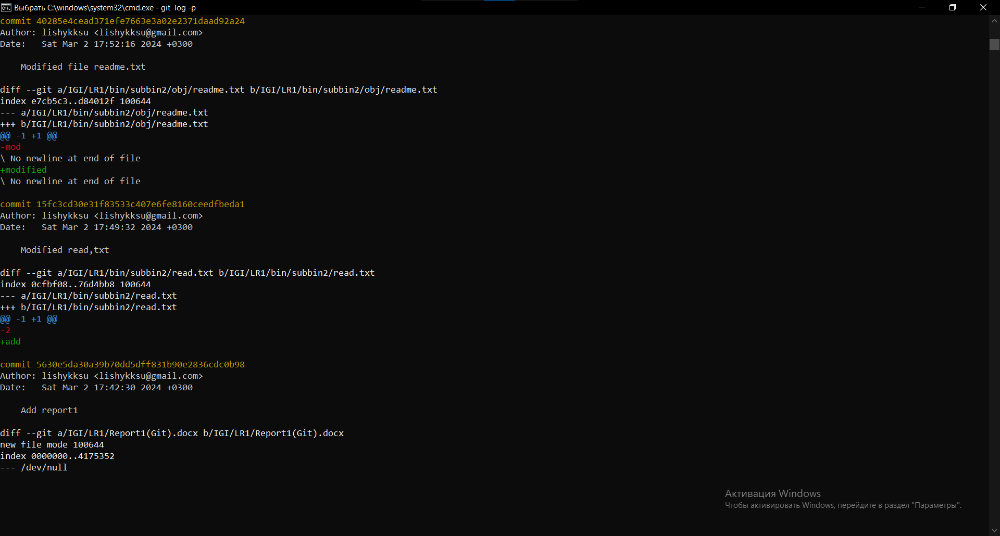 Выбрать C:\windows\system32\cmd.exe - git  log -p
commit 40285e4cead371efe7663e3a02e2371daad92a24
Author: lishykksu <lishykksu@gmail.com>
Date:   Sat Mar 2 17:52:16 2024 +0300
    Modified file readme.txt
diff --git a/IGI/LR1/bin/subbin2/obj/readme.txt b/IGI/LR1/bin/subbin2/obj/readme.txt
index e7cb5c3..d84012f 100644
--- a/IGI/LR1/bin/subbin2/obj/readme.txt
+++ b/IGI/LR1/bin/subbin2/obj/readme.txt
@@ -1 +1 @@
-mod
\ No newline at end of file
+modified
\ No newline at end of file
commit 15fc3cd30e31f83533c407e6fe8160ceedfbeda1
Author: lishykksu <lishykksu@gmail.com>
Date:   Sat Mar 2 17:49:32 2024 +0300
    Modified read,txt
diff --git a/IGI/LR1/bin/subbin2/read.txt b/IGI/LR1/bin/subbin2/read.txt
index 0cfbf08..76d4bb8 100644
--- a/IGI/LR1/bin/subbin2/read.txt
+++ b/IGI/LR1/bin/subbin2/read.txt
@@ -1 +1 @@
-2
+add
commit 5630e5da30a39b70dd5dff831b90e2836cdc0b98
Author: lishykksu <lishykksu@gmail.com>
Date:   Sat Mar 2 17:42:30 2024 +0300
    Add report1
diff --git a/IGI/LR1/Report1(Git).docx b/IGI/LR1/Report1(Git).docx
new file mode 100644
index 0000000..4175352
--- /dev/null
Активация Windows
Чтобы активировать Windows, перейдите в раздел "Параметры".